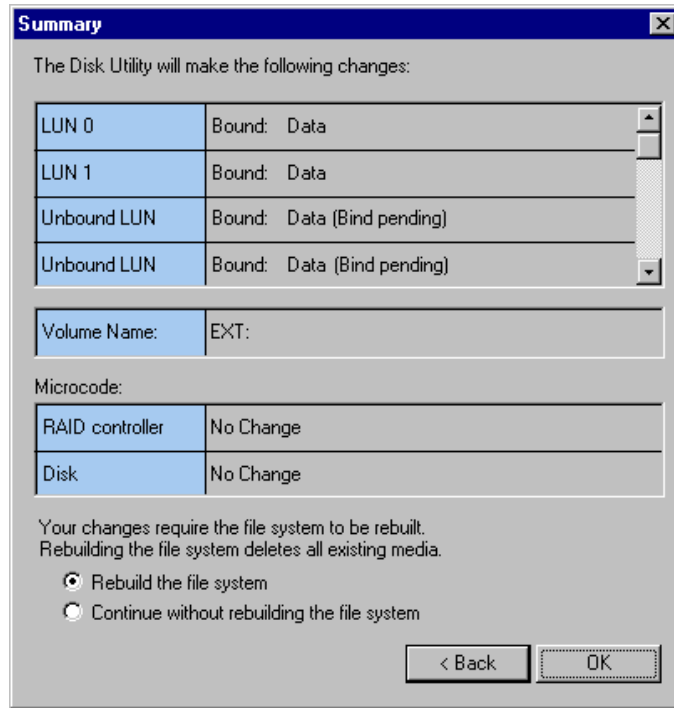 Summary
The Disk Utility will make the following changes:
LUN 0 Bound: Data
LUN 1 Bound: Data
Unbound LUN Bound: Data (Bind pending)
Unbound LUN Bound: Data (Bind pending)
Volume Name: EXT:
Microcode:
RAID controller No Change
Disk No Change
Your changes require the file system to be rebuilt.
Rebuilding the file system deletes all existing media.
Rebuild the file system
Continue without rebuilding the file system
< Back OK